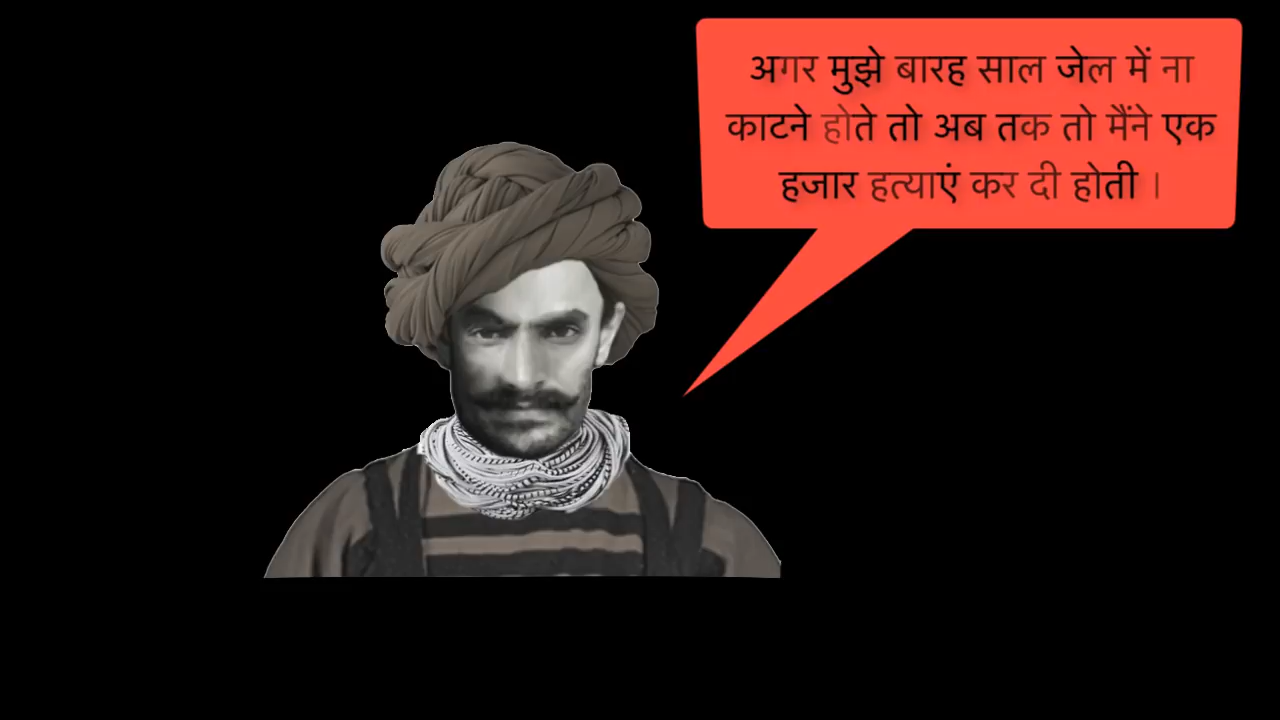 अगर मुझे बारह साल जेल में ना
काटने होते तो अब तक तो मैंने एक
हजार हत्याएं कर दी होती ।